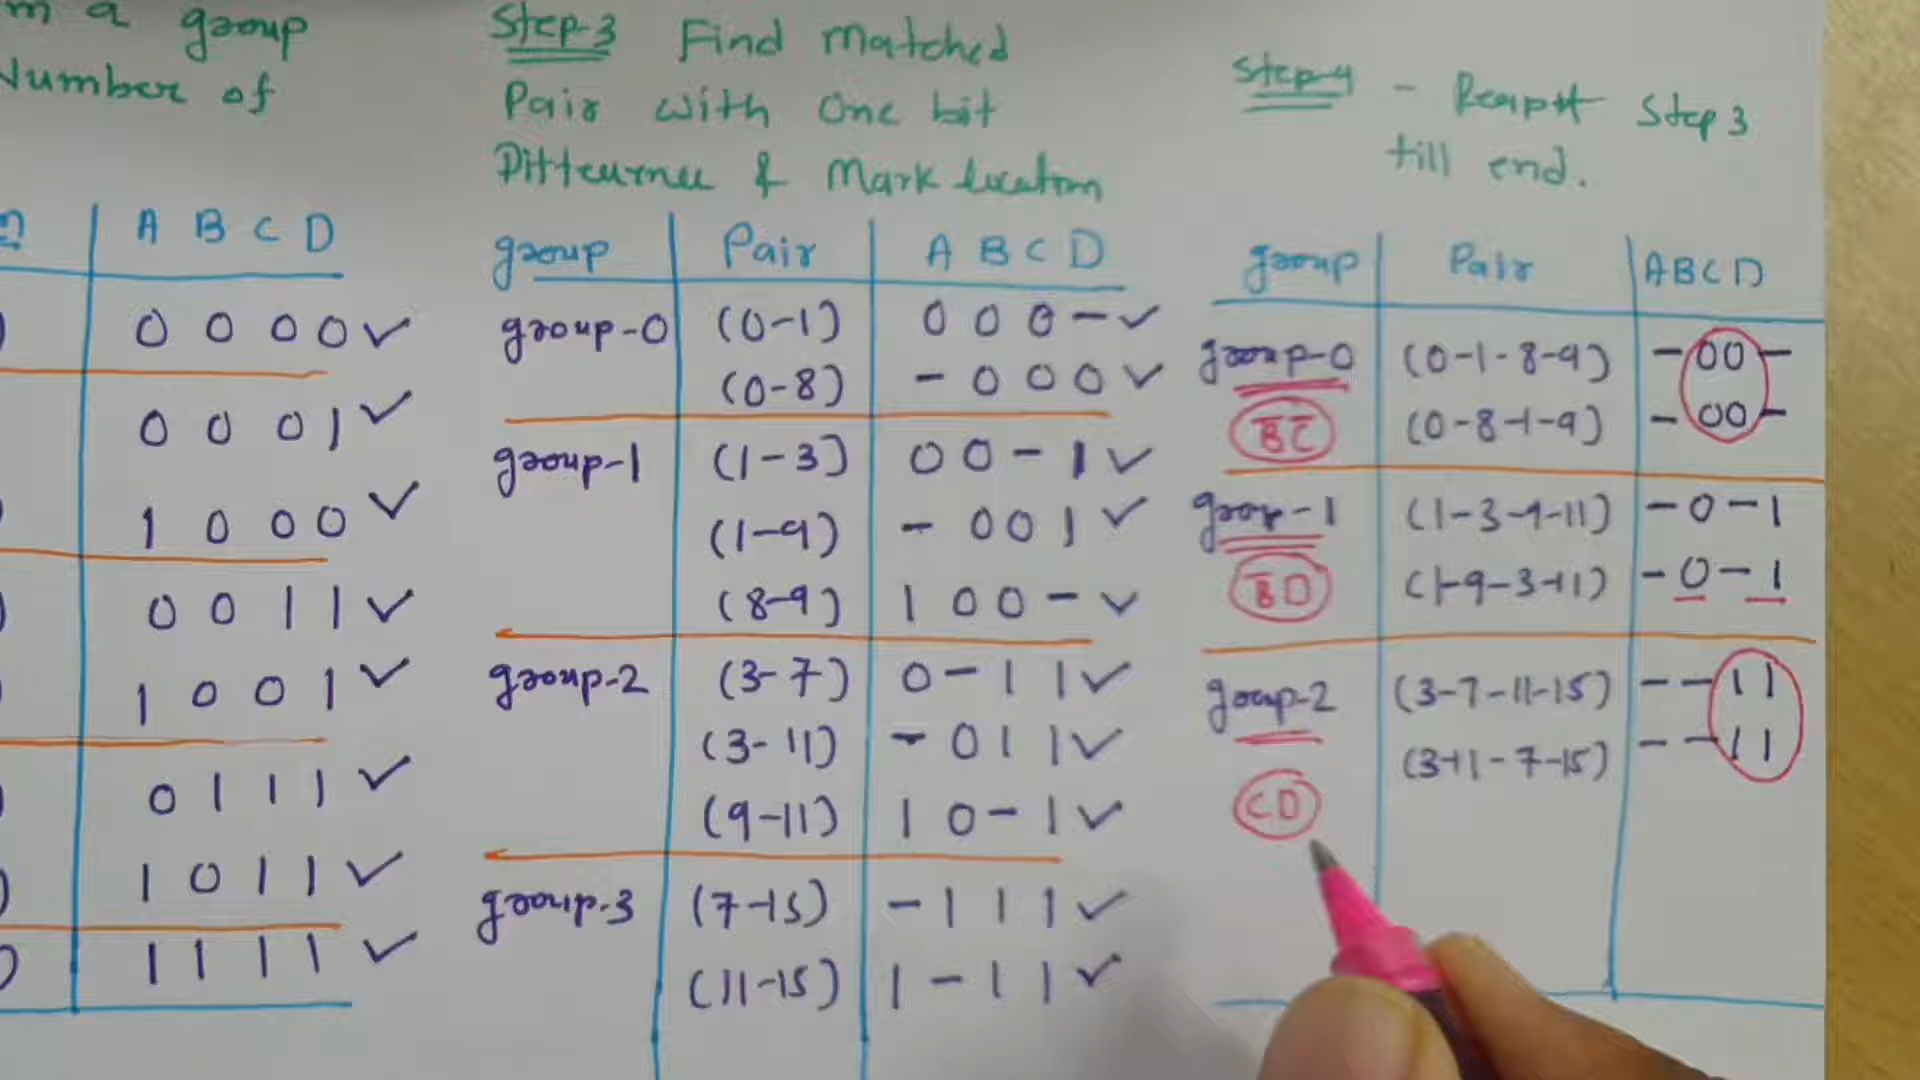 m a group
Number of
A B C D
0 0 0 0 ✓
0 0 0 1 ✓
1 0 0 0 ✓
0 0 1 1 ✓
1 0 0 1 ✓
0 1 1 1 ✓
1 0 1 1 ✓
1 1 1 1 ✓
Step-3 Find Matched
Pair with One bit
& Mark location
group Pair A B C D
group-0 (0-1) 0 0 0 - ✓
(0-8) - 0 0 0 ✓
group-1 (1-3) 0 0 - 1 ✓
(1-9) - 0 0 1 ✓
(8-9) 1 0 0 - ✓
group-2 (3-7) 0 - 1 1 ✓
(3-11) - 0 1 1 ✓
(9-11) 1 0 - 1 ✓
group-3 (7-15) - 1 1 1 ✓
(11-15) 1 - 1 1 ✓
Step-4 - Step 3
till end.
group Pair A B C D
group-0 (0-1-8-9) - 0 0 -
B̅C̅ (0-8-1-9) - 0 0 -
group-1 (1-3-9-11) - 0 - 1
B̅D (1-9-3-11) - 0 - 1
group-2 (3-7-11-15) - - 1 1
(3-11-7-15) - - 1 1
CD